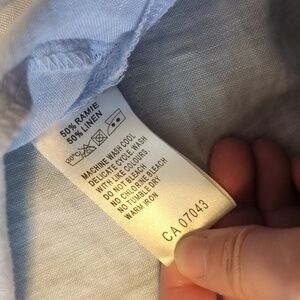 50% RAMIE
50% LINEN
MACHINE WASH COOL
DELICATE CYCLE. WASH
WITH LIKE COLOURS.
DO NOT BLEACH
NO CHLORINE BLEACH
NO TUMBLE DRY
WARM IRON
CA 07043